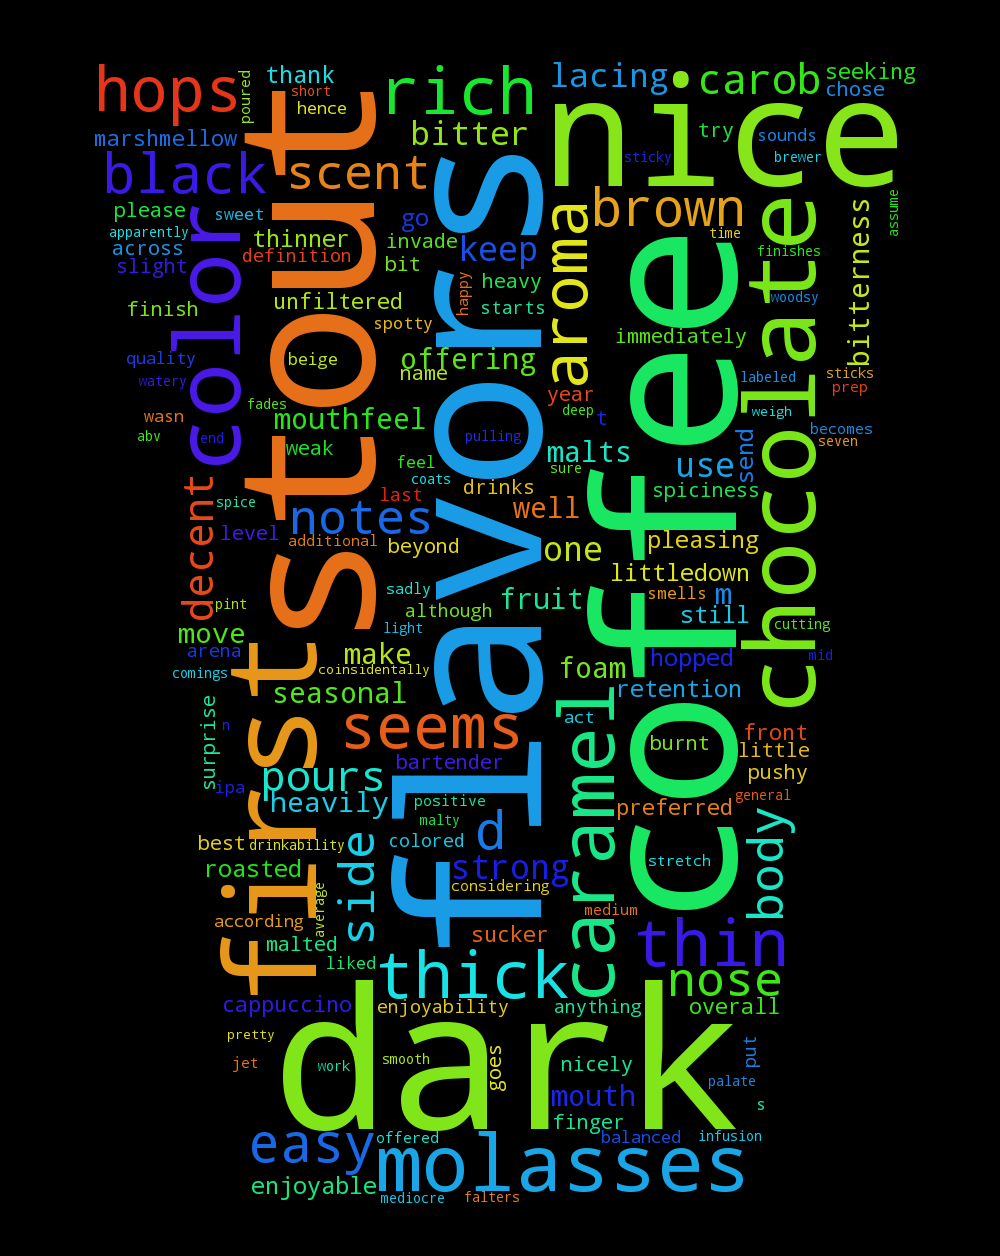 hops
poured
thank
short
hence
rich
lacing
carob
seeking
chose
nice
marshmellow
stout
bitter
sticky
try
sounds
brewer
black
scent
flavors
aroma
brown
time
chocolate
bitterness
assume
please
sweet
apparently
across
slight
color
thinner
definition
go
invade
bit
keep
coffee
finishes
woodsy
finish
unfiltered
happy
heavy
starts
spotty
immediately
quality
watery
beige
offering
name
labeled
sticks
prep
wasn
abv
end
fades
mouthfeel
year
deep
t
weigh
becomes
seven
pulling
weak
malts
use
send
feel
coats
sure
decent
spice
last
drinks
spiciness
notes
well
level
additional
beyond
one
pleasing
littledown
pint
sadly
although
fruit
smells
m
still
cutting
move
light
arena
make
hopped
mid
comings
first
coinsidentally
foam
retention
seasonal
caramel
surprise
n
seems
act
burnt
front
little
pours
bartender
pushy
ipa
heavily
positive
malty
preferred
general
best
drinkability
side
colored
d
body
roasted
strong
stretch
considering
average
according
medium
malted
sucker
thin
liked
thick
nose
cappuccino
enjoyability
anything
overall
dark
pretty
jet
work
smooth
goes
nicely
put
palate
mouth
s
finger
easy
offered
balanced
infusion
molasses
enjoyable
mediocre
falters